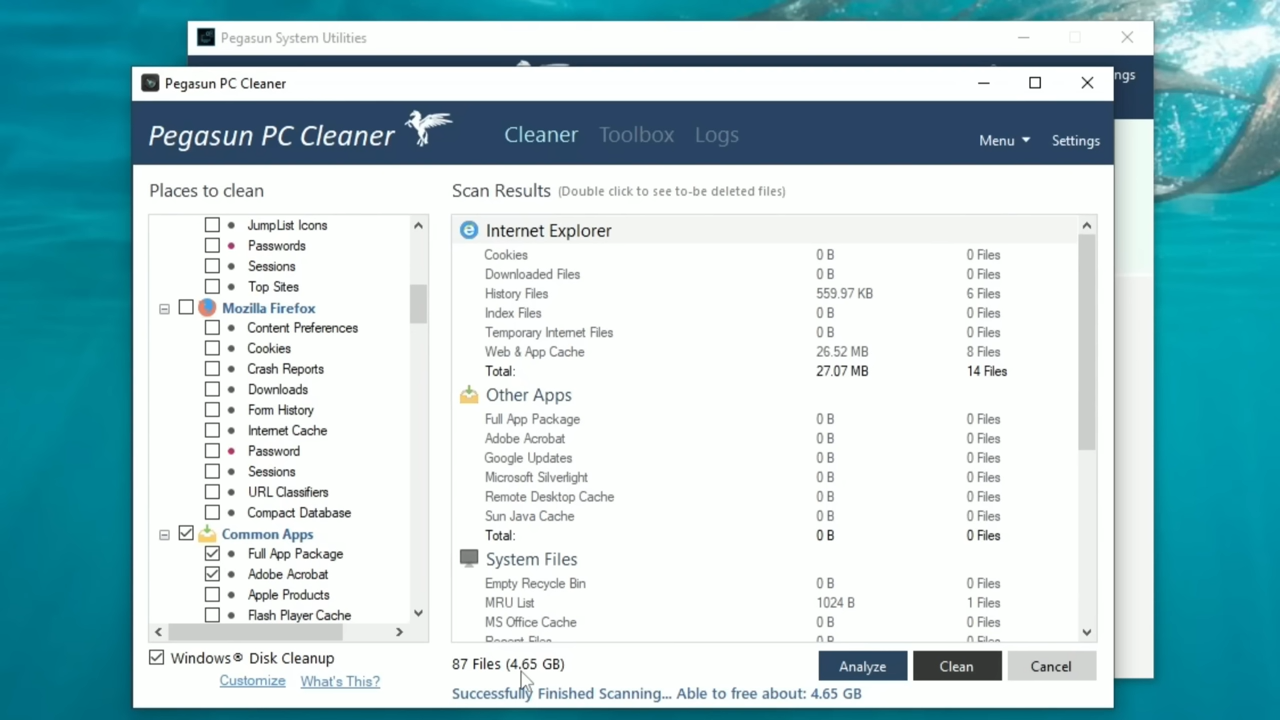 Pegasun System Utilities
ngs
Pegasun PC Cleaner
Pegasun PC Cleaner
Cleaner
Toolbox
Logs
Menu
Settings
Places to clean
JumpList Icons
Passwords
Sessions
Top Sites
Mozilla Firefox
Content Preferences
Cookies
Crash Reports
Downloads
Form History
Internet Cache
Password
Sessions
URL Classifiers
Compact Database
Common Apps
Full App Package
Adobe Acrobat
Apple Products
Flash Player Cache
Windows® Disk Cleanup
Customize What's This?
Scan Results (Double click to see to-be deleted files)
Internet Explorer
Cookies 0 B 0 Files
Downloaded Files 0 B 0 Files
History Files 559.97 KB 6 Files
Index Files 0 B 0 Files
Temporary Internet Files 0 B 0 Files
Web & App Cache 26.52 MB 8 Files
Total: 27.07 MB 14 Files
Other Apps
Full App Package 0 B 0 Files
Adobe Acrobat 0 B 0 Files
Google Updates 0 B 0 Files
Microsoft Silverlight 0 B 0 Files
Remote Desktop Cache 0 B 0 Files
Sun Java Cache 0 B 0 Files
Total: 0 B 0 Files
System Files
Empty Recycle Bin 0 B 0 Files
MRU List 1024 B 1 Files
MS Office Cache 0 B 0 Files
Recent Files 0 B 0 Files
87 Files (4.65 GB)
Analyze
Clean
Cancel
Successfully Finished Scanning... Able to free about: 4.65 GB